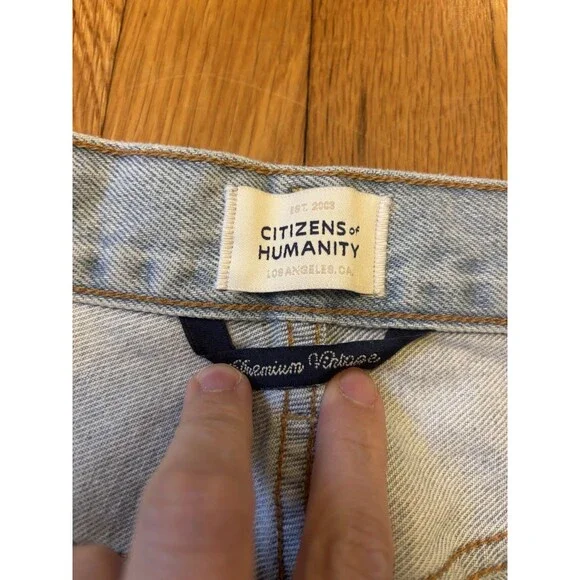 EST. 2003
CITIZENS of
HUMANITY
LOS ANGELES, CA.
Premium Vintage